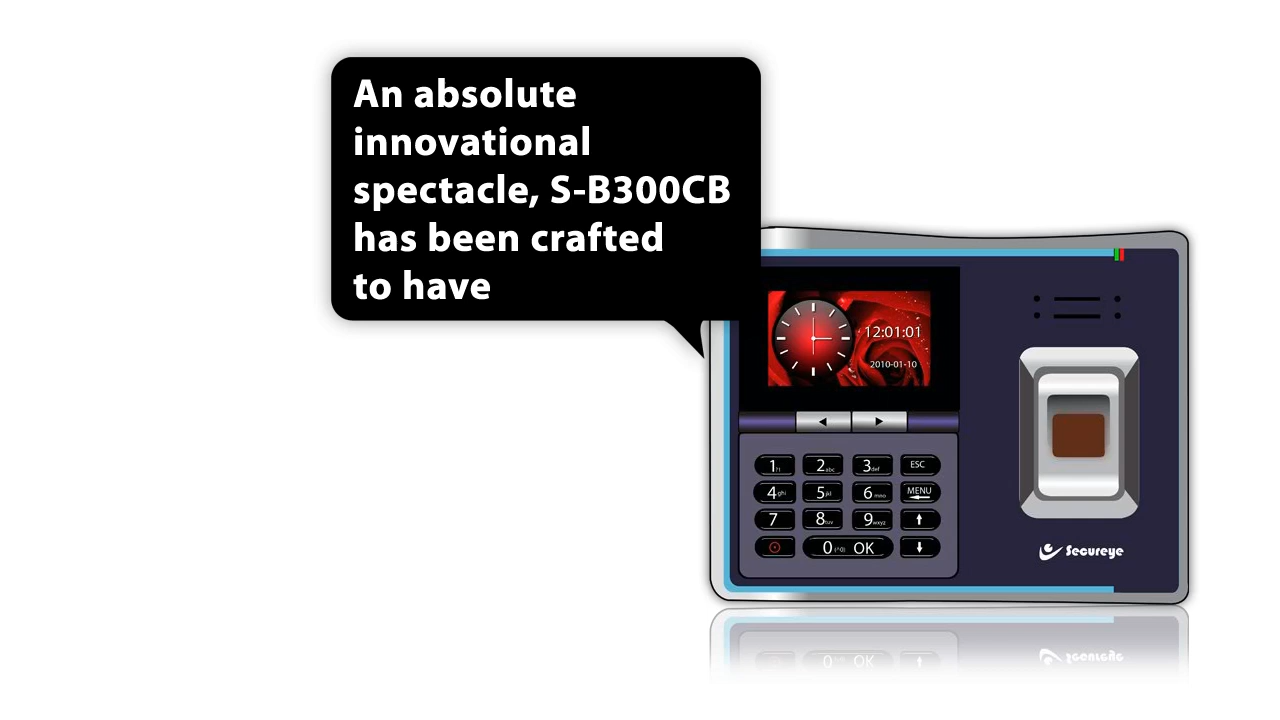 An absolute
innovational
spectacle, S-B300CB
has been crafted
to have
12:01:01
2010-01-10
1 2abc 3def ESC
4ghi 5jkl 6mno MENU
7 8tuv 9wxyz
0 OK
Secureye